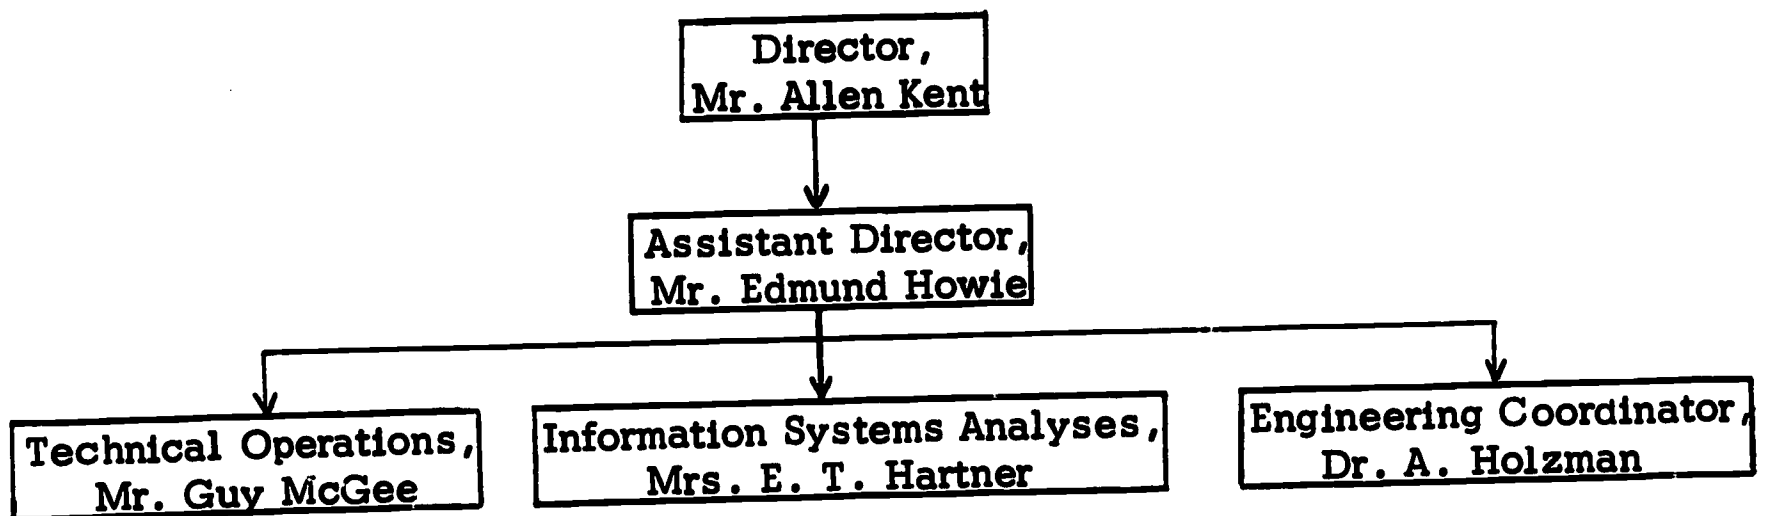 Director,
Mr. Allen Kent
Assistant Director,
Mr. Edmund Howie
Technical Operations,
Mr. Guy McGee
Information Systems Analyses,
Mrs. E. T. Hartner
Engineering Coordinator,
Dr. A. Holzman